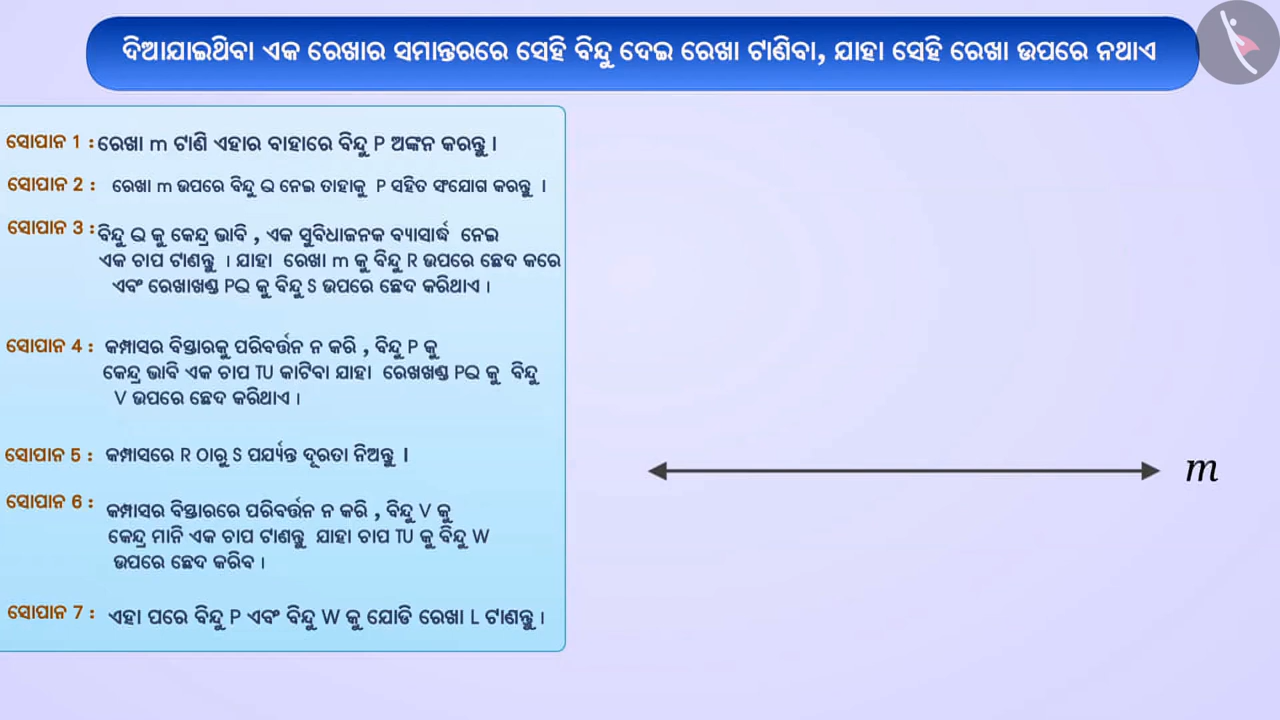 ଦିଆଯାଇଥିବା ଏକ ରେଖାର ସମାନ୍ତରରେ ସେହି ବିନ୍ଦୁ ଦେଇ ରେଖା ଟାଣିବା, ଯାହା ସେହି ରେଖା ଉପରେ ନଥାଏ
ସୋପାନ 1 : ରେଖା m ଟାଣି ଏହାର ବାହାରେ ବିନ୍ଦୁ P ଅଙ୍କନ କରନ୍ତୁ ।
ସୋପାନ 2 : ରେଖା m ଉପରେ ବିନ୍ଦୁ ଇ ନେଇ ତାହାକୁ P ସହିତ ସଂଯୋଗ କରନ୍ତୁ ।
ସୋପାନ 3 : ବିନ୍ଦୁ ଇ କୁ କେନ୍ଦ୍ର ଭାବି , ଏକ ସୁବିଧାଜନକ ବ୍ୟାସାର୍ଦ୍ଧ ନେଇ
ଏକ ଚାପ ଟାଣନ୍ତୁ । ଯାହା ରେଖା m କୁ ବିନ୍ଦୁ R ଉପରେ ଛେଦ କରେ
ଏବଂ ରେଖାଖଣ୍ଡ Pଇ କୁ ବିନ୍ଦୁ S ଉପରେ ଛେଦ କରିଥାଏ ।
ସୋପାନ 4 : କମ୍ପାସର ବିସ୍ତାରକୁ ପରିବର୍ତ୍ତନ ନ କରି , ବିନ୍ଦୁ P କୁ
କେନ୍ଦ୍ର ଭାବି ଏକ ଚାପ TU କାଟିବା ଯାହା ରେଖଖଣ୍ଡ Pଇ କୁ ବିନ୍ଦୁ
V ଉପରେ ଛେଦ କରିଥାଏ ।
ସୋପାନ 5 : କମ୍ପାସରେ R ଠାରୁ S ପର୍ଯ୍ୟନ୍ତ ଦୂରତା ନିଅନ୍ତୁ ।
ସୋପାନ 6 : କମ୍ପାସର ବିସ୍ତାରରେ ପରିବର୍ତ୍ତନ ନ କରି , ବିନ୍ଦୁ V କୁ
କେନ୍ଦ୍ର ମାନି ଏକ ଚାପ ଟାଣନ୍ତୁ ଯାହା ଚାପ TU କୁ ବିନ୍ଦୁ W
ଉପରେ ଛେଦ କରିବ ।
ସୋପାନ 7 : ଏହା ପରେ ବିନ୍ଦୁ P ଏବଂ ବିନ୍ଦୁ W କୁ ଯୋଡି ରେଖା L ଟାଣନ୍ତୁ ।
m